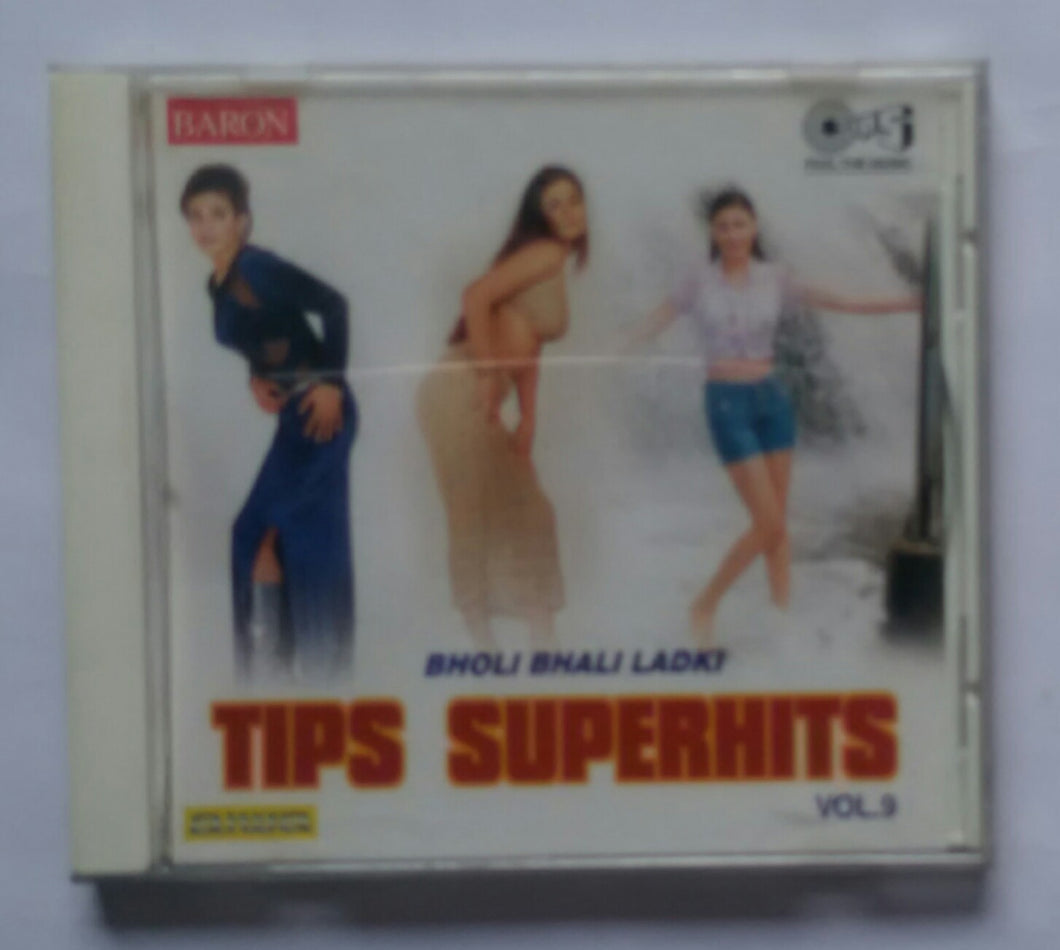 BARON
Tips
BHOLI BHALI LADKI
TIPS SUPERHITS
VOL.9